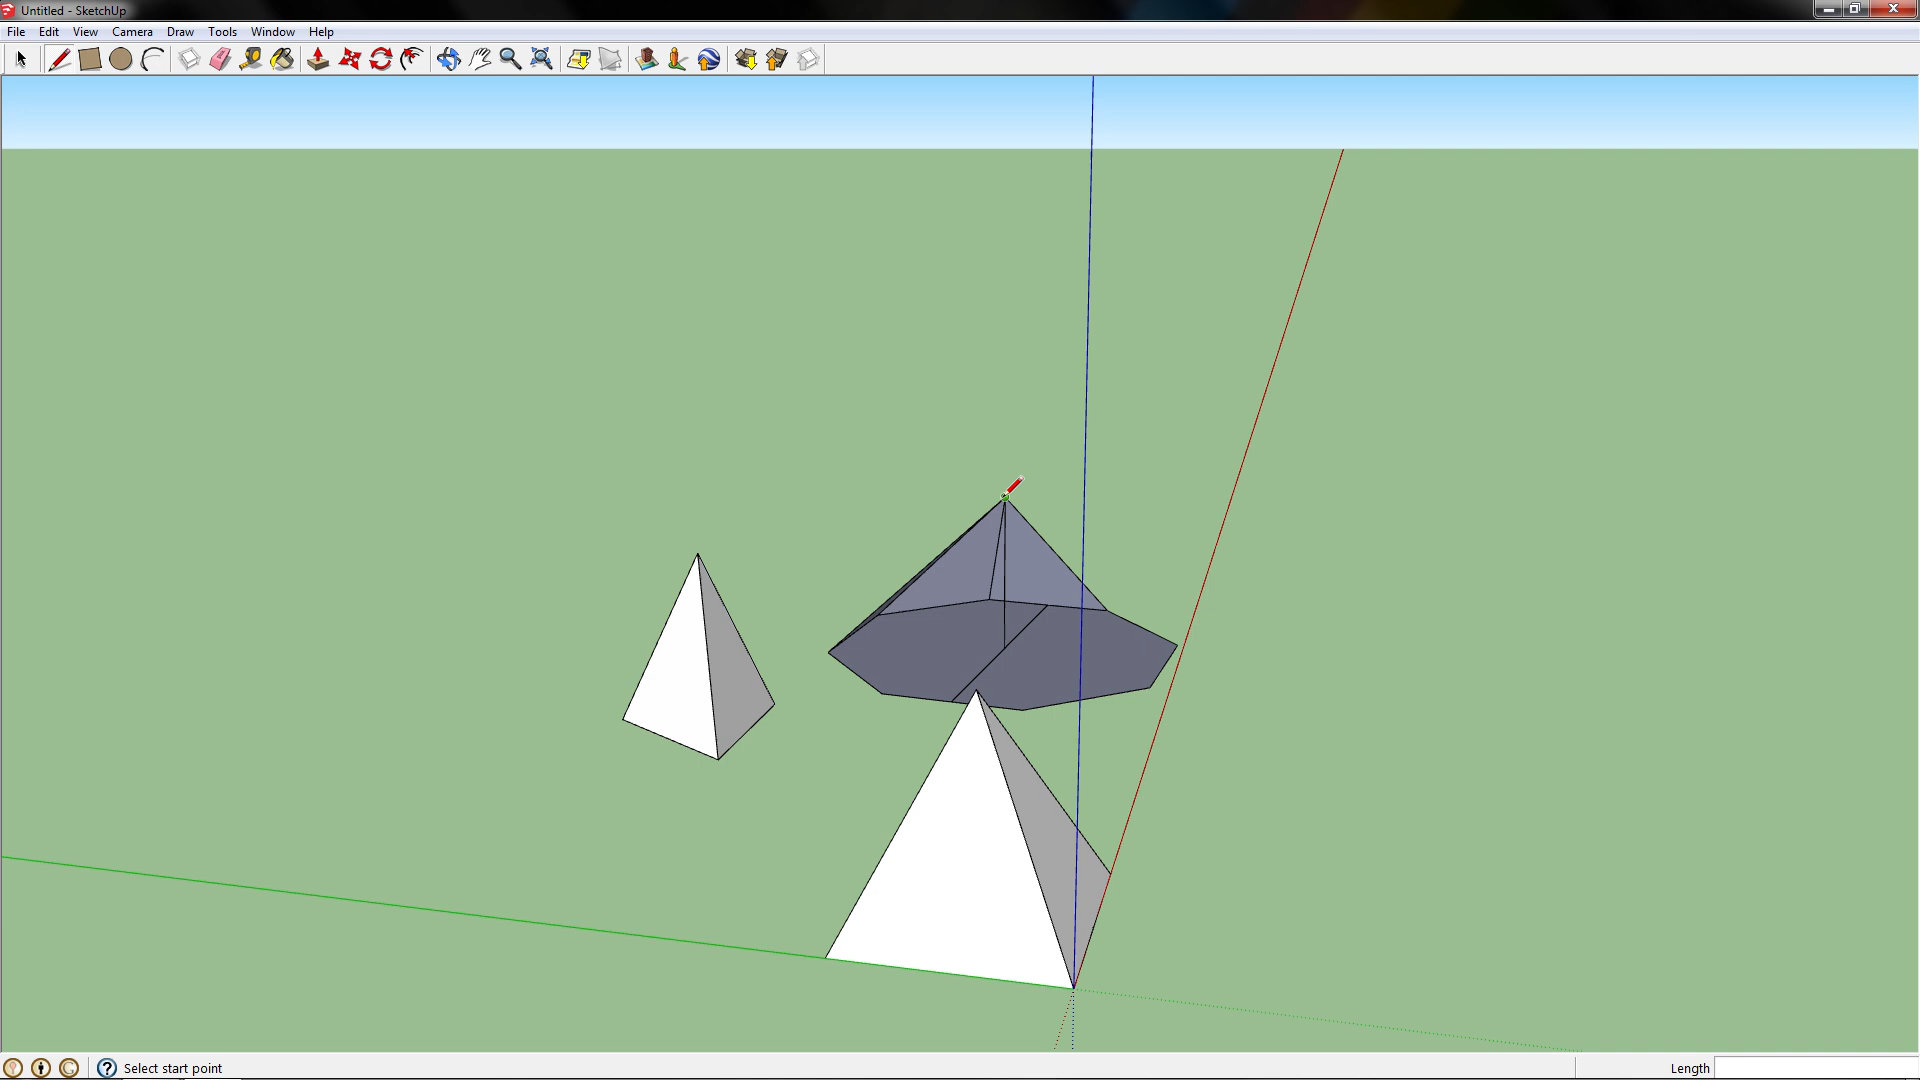 Untitled - SketchUp
File Edit View Camera Draw Tools Window Help
Select start point
Length